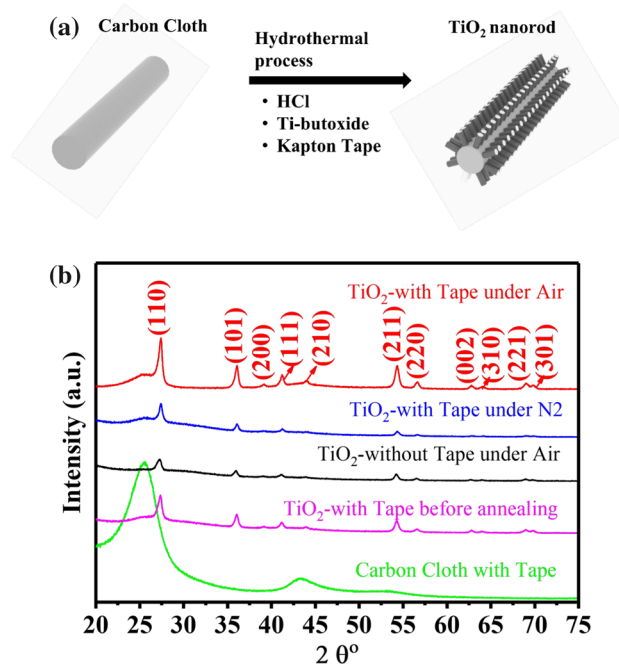 (a)
Carbon Cloth
Hydrothermal
process
• HCl
• Ti-butoxide
• Kapton Tape
TiO₂ nanorod
(b)
Intensity (a.u.)
TiO₂-with Tape under Air
(110)
(101)
(200)
(111)
(210)
(211)
(220)
(002)
(310)
(221)
(301)
TiO₂-with Tape under N2
TiO₂-without Tape under Air
TiO₂-with Tape before annealing
Carbon Cloth with Tape
20 25 30 35 40 45 50 55 60 65 70 75
2 θ°